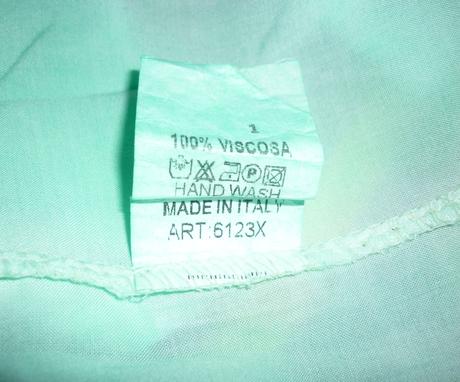 1
100% VISCOSA
HAND WASH
MADE IN ITALY
ART:6123X